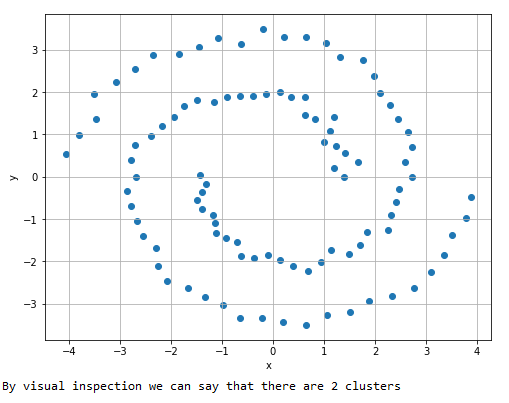 3
2
1
0
−1
−2
−3
y
−4 −3 −2 −1 0 1 2 3 4
x
By visual inspection we can say that there are 2 clusters